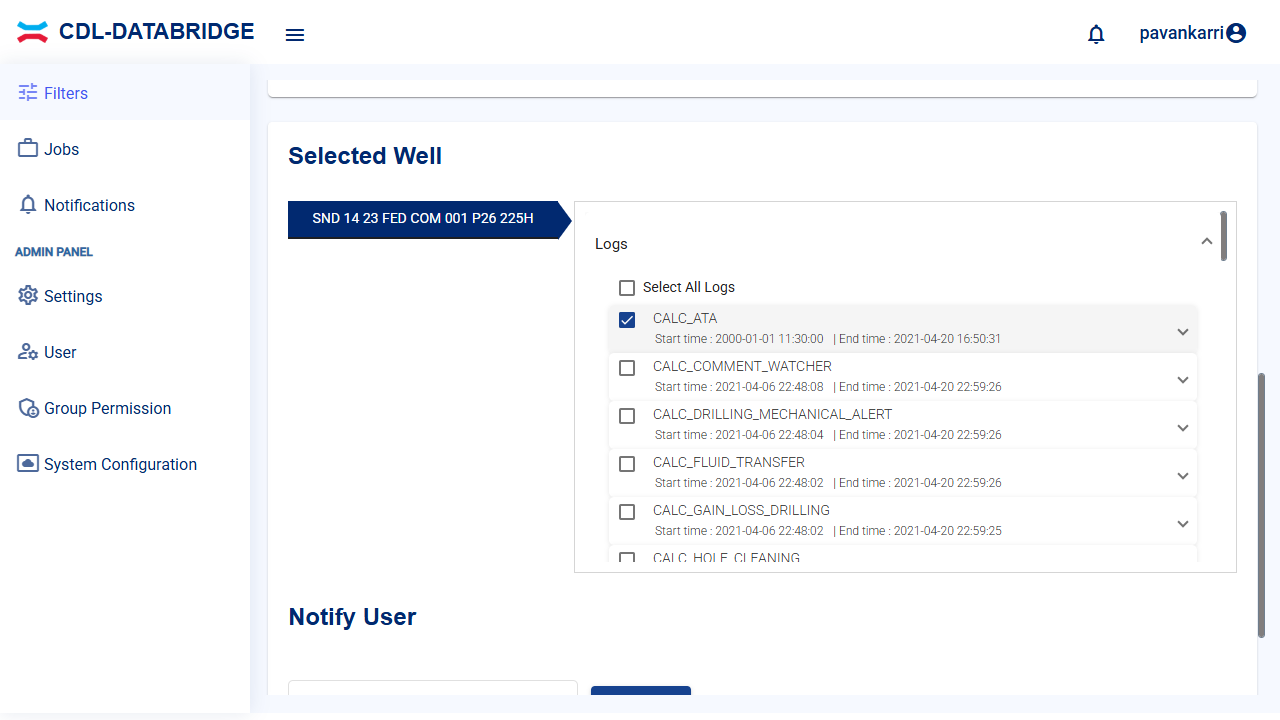 CDL-DATABRIDGE
pavankarri
Filters
Jobs
Notifications
ADMIN PANEL
Settings
User
Group Permission
System Configuration
Selected Well
SND 14 23 FED COM 001 P26 225H
Logs
Select All Logs
CALC_ATA
Start time : 2000-01-01 11:30:00 | End time : 2021-04-20 16:50:31
CALC_COMMENT_WATCHER
Start time : 2021-04-06 22:48:08 | End time : 2021-04-20 22:59:26
CALC_DRILLING_MECHANICAL_ALERT
Start time : 2021-04-06 22:48:04 | End time : 2021-04-20 22:59:26
CALC_FLUID_TRANSFER
Start time : 2021-04-06 22:48:02 | End time : 2021-04-20 22:59:26
CALC_GAIN_LOSS_DRILLING
Start time : 2021-04-06 22:48:02 | End time : 2021-04-20 22:59:25
CALC_HOLE_CLEANING
Notify User